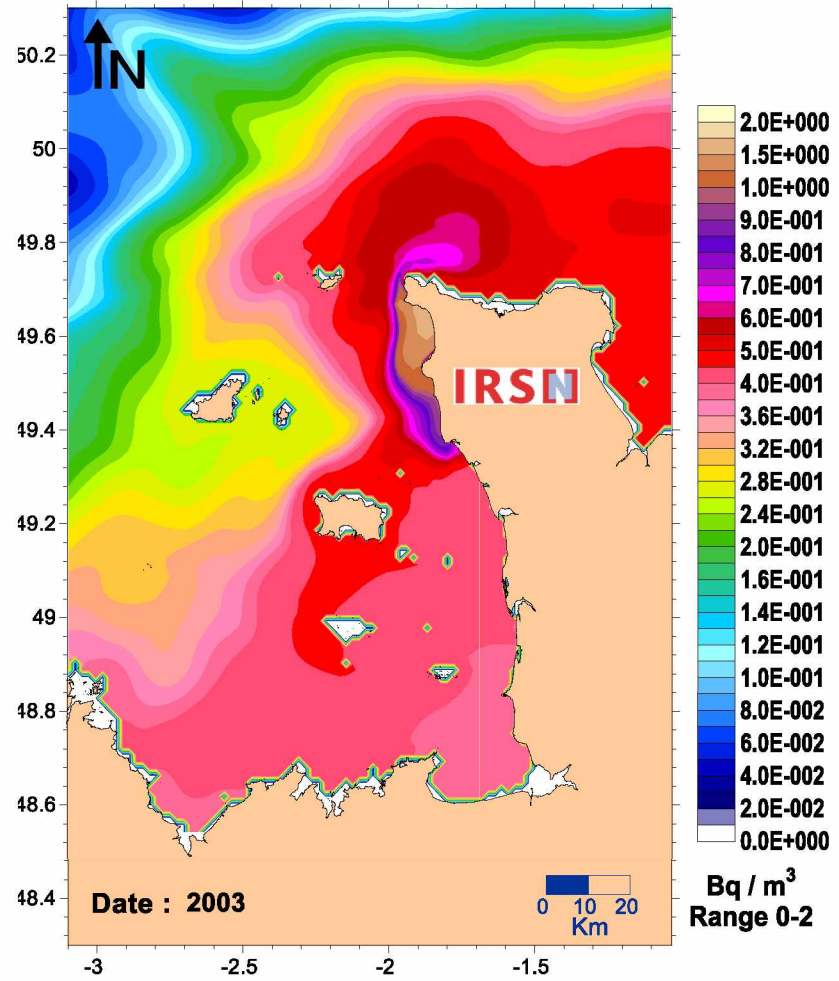 N
50.2
50
49.8
49.6
49.4
49.2
49
48.8
48.6
48.4
-3
-2.5
-2
-1.5
IRSN
Date : 2003
0 10 20
Km
2.0E+000
1.5E+000
1.0E+000
9.0E-001
8.0E-001
7.0E-001
6.0E-001
5.0E-001
4.0E-001
3.6E-001
3.2E-001
2.8E-001
2.4E-001
2.0E-001
1.6E-001
1.4E-001
1.2E-001
1.0E-001
8.0E-002
6.0E-002
4.0E-002
2.0E-002
0.0E+000
Bq / m³
Range 0-2